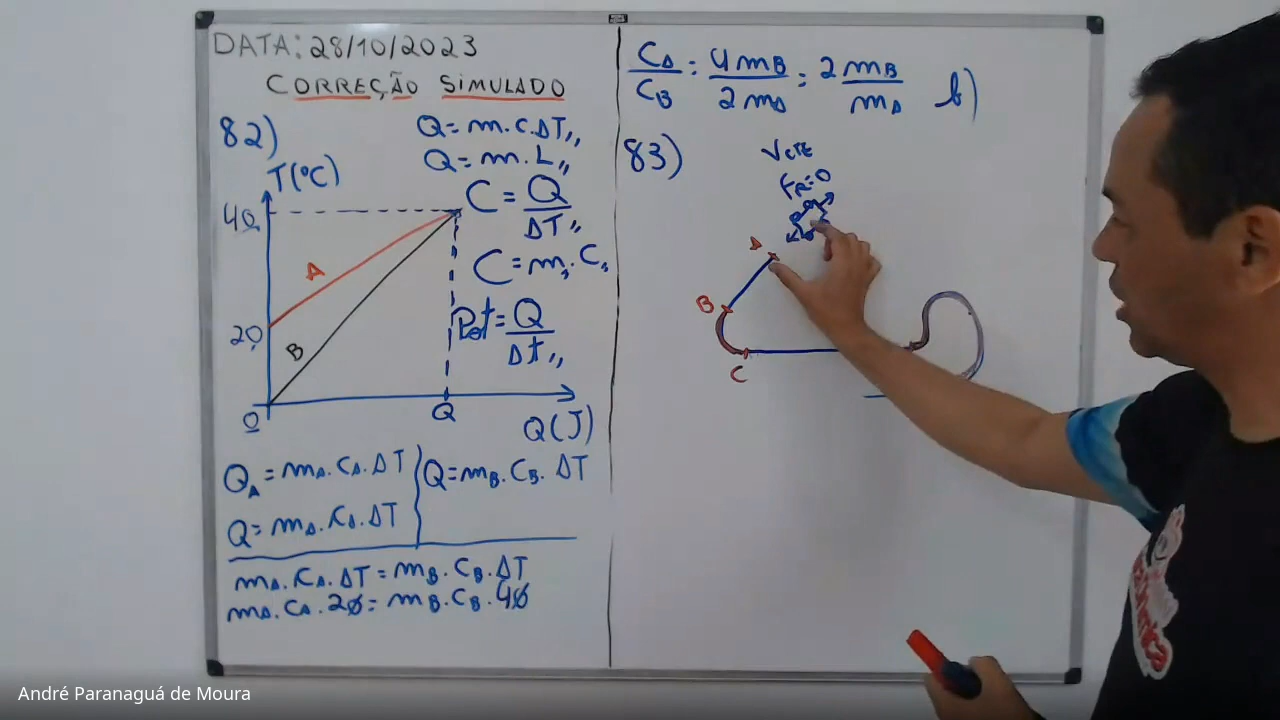 DATA: 28/10/2023
CORREÇÃO SIMULADO
82)
Q = m.c.ΔT,,
Q = m.L,,
T(°C)
C = Q
ΔT,,
40
A
C = m,.c,
20
B
Pot = Q
Δt,,
0
Q
Q(J)
QA = mA.cA.ΔT
Q = mA.cA.ΔT
Q = mB.cB.ΔT
mA.cA.ΔT = mB.cB.ΔT
mA.cA.20 = mB.cB.40
CA : 4mB : 2 mB b)
CB 2mA mA
83)
VCTE
FR=0
A
B
C
André Paranaguá de Moura